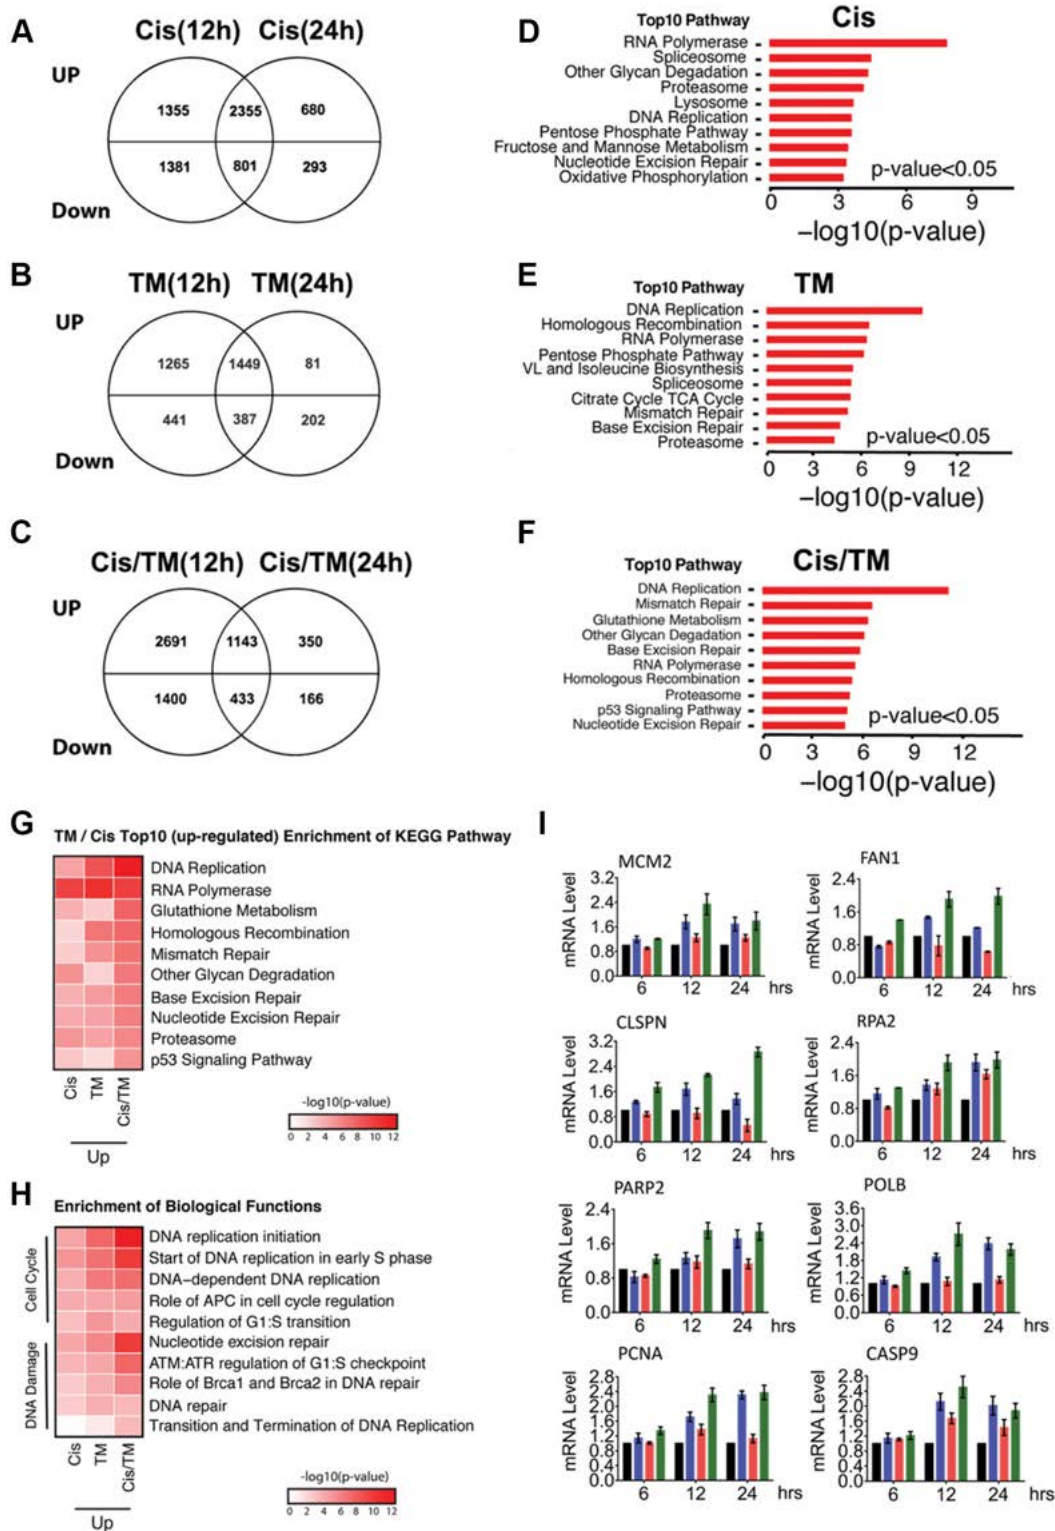 A
Cis(12h) Cis(24h)
UP
1355 2355 680
1381 801 293
Down
B
TM(12h) TM(24h)
UP
1265 1449 81
441 387 202
Down
C
Cis/TM(12h) Cis/TM(24h)
UP
2691 1143 350
1400 433 166
Down
D
Top10 Pathway Cis
RNA Polymerase
Spliceosome
Other Glycan Degadation
Proteasome
Lysosome
DNA Replication
Pentose Phosphate Pathway
Fructose and Mannose Metabolism
Nucleotide Excision Repair
Oxidative Phosphorylation
p-value<0.05
0 3 6 9
−log10(p-value)
E
Top10 Pathway TM
DNA Replication
Homologous Recombination
RNA Polymerase
Pentose Phosphate Pathway
VL and Isoleucine Biosynthesis
Spliceosome
Citrate Cycle TCA Cycle
Mismatch Repair
Base Excision Repair
Proteasome
p-value<0.05
0 3 6 9 12
−log10(p-value)
F
Top10 Pathway Cis/TM
DNA Replication
Mismatch Repair
Glutathione Metabolism
Other Glycan Degadation
Base Excision Repair
RNA Polymerase
Homologous Recombination
Proteasome
p53 Signaling Pathway
Nucleotide Excision Repair
p-value<0.05
0 3 6 9 12
−log10(p-value)
G
TM / Cis Top10 (up-regulated) Enrichment of KEGG Pathway
DNA Replication
RNA Polymerase
Glutathione Metabolism
Homologous Recombination
Mismatch Repair
Other Glycan Degradation
Base Excision Repair
Nucleotide Excision Repair
Proteasome
p53 Signaling Pathway
Cis TM Cis/TM
Up
-log10(p-value)
0 2 4 6 8 10 12
H
Enrichment of Biological Functions
Cell Cycle
DNA replication initiation
Start of DNA replication in early S phase
DNA−dependent DNA replication
Role of APC in cell cycle regulation
Regulation of G1:S transition
DNA Damage
Nucleotide excision repair
ATM:ATR regulation of G1:S checkpoint
Role of Brca1 and Brca2 in DNA repair
DNA repair
Transition and Termination of DNA Replication
Cis TM Cis/TM
Up
-log10(p-value)
0 2 4 6 8 10 12
I
MCM2
mRNA Level
3.2
2.4
1.6
0.8
0.0
6 12 24 hrs
FAN1
mRNA Level
2.4
1.6
0.8
0.0
6 12 24 hrs
CLSPN
mRNA Level
3.2
2.4
1.6
0.8
0.0
6 12 24 hrs
RPA2
mRNA Level
2.4
1.6
0.8
0.0
6 12 24 hrs
PARP2
mRNA Level
2.4
1.6
0.8
0.0
6 12 24 hrs
POLB
mRNA Level
3.6
3.0
2.4
1.8
1.2
0.6
0.0
6 12 24 hrs
PCNA
mRNA Level
2.8
2.4
2.0
1.6
1.2
0.8
0.4
0.0
6 12 24 hrs
CASP9
mRNA Level
2.8
2.4
2.0
1.6
1.2
0.8
0.4
0.0
6 12 24 hrs